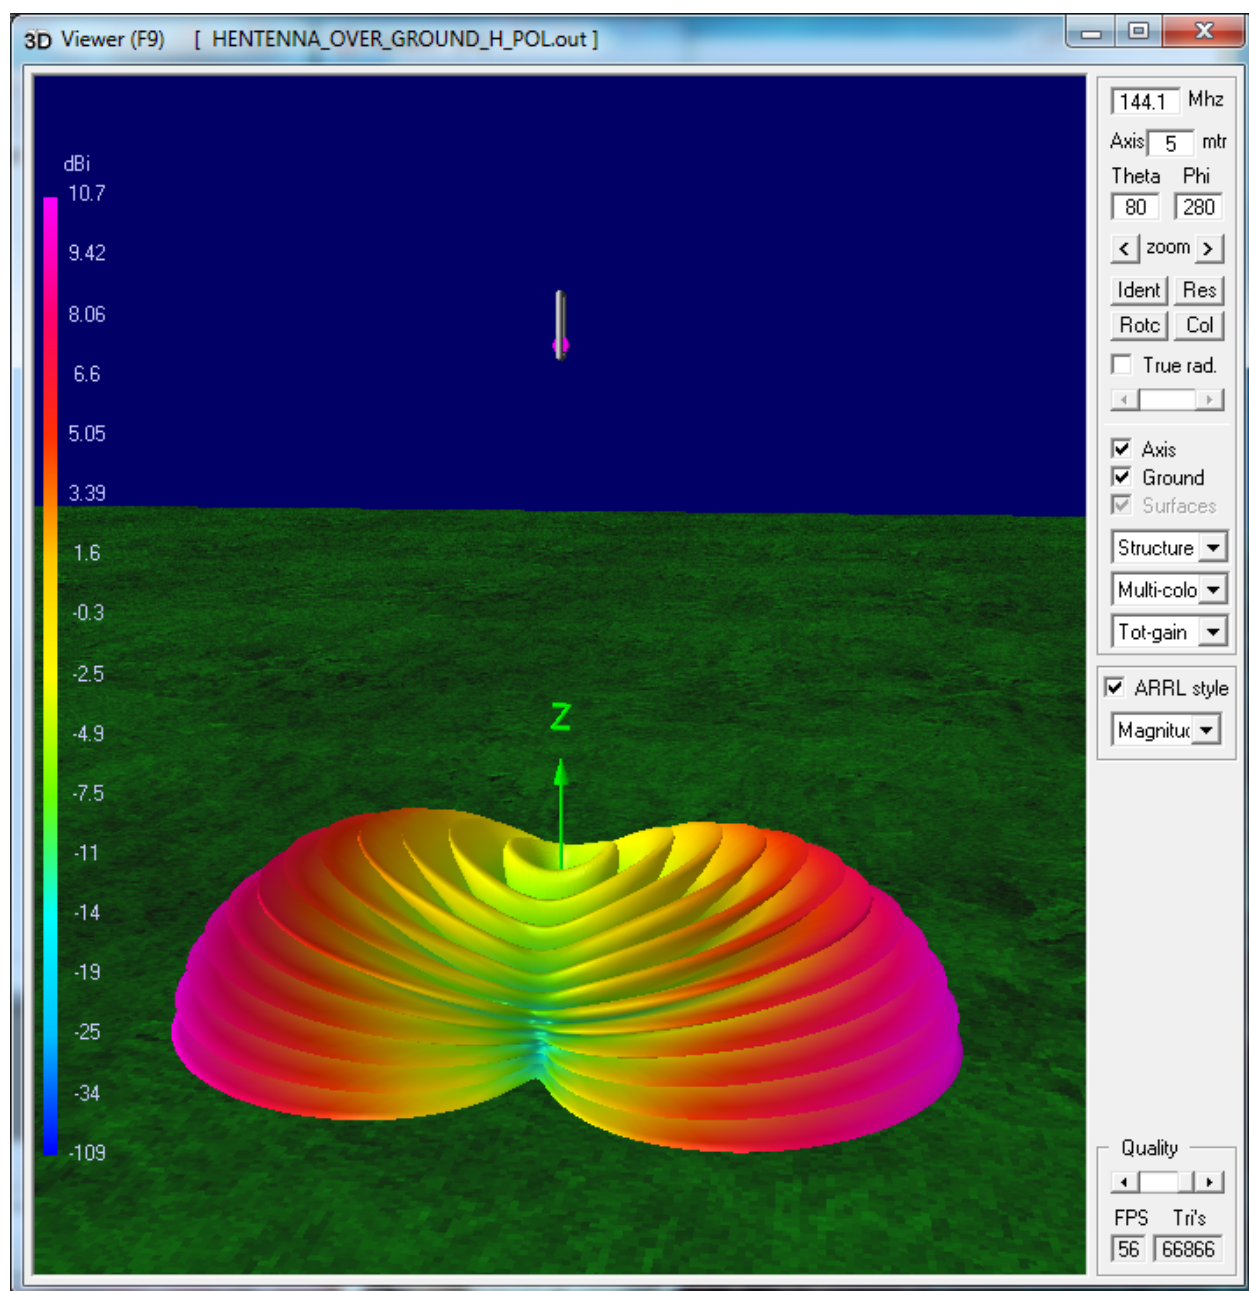 3D Viewer (F9) [ HENTENNA_OVER_GROUND_H_POL.out ]
dBi
10.7
9.42
8.06
6.6
5.05
3.39
1.6
-0.3
-2.5
-4.9
-7.5
-11
-14
-19
-25
-34
-109
Z
144.1 Mhz
Axis 5 mtr
Theta Phi
80 280
< zoom >
Ident Res
Rotc Col
True rad.
Axis
Ground
Surfaces
Structure
Multi-colo
Tot-gain
ARRL style
Magnituc
Quality
FPS Tri's
56 66866